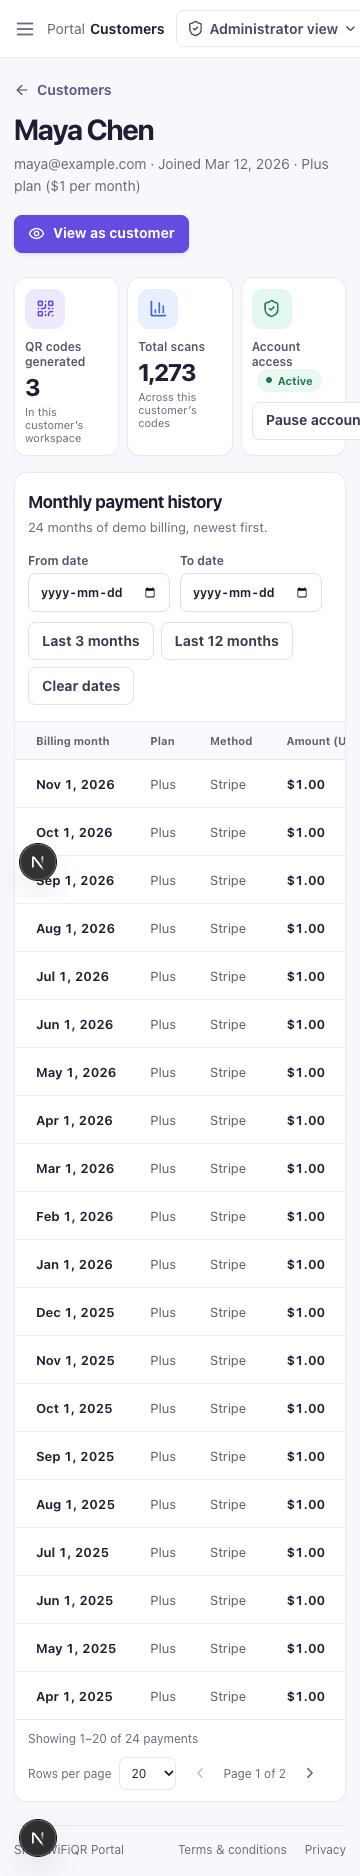 Portal Customers Administrator view
Customers
Maya Chen
maya@example.com · Joined Mar 12, 2026 · Plus
plan ($1 per month)
View as customer
QR codes
generated
3
In this
customer's
workspace
Total scans
1,273
Across this
customer's
codes
Account
access
Active
Pause accoun
Monthly payment history
24 months of demo billing, newest first.
From date To date
yyyy-mm-dd yyyy-mm-dd
Last 3 months Last 12 months
Clear dates
Billing month Plan Method Amount (U
Nov 1, 2026 Plus Stripe $1.00
Oct 1, 2026 Plus Stripe $1.00
N
Sep 1, 2026 Plus Stripe $1.00
Aug 1, 2026 Plus Stripe $1.00
Jul 1, 2026 Plus Stripe $1.00
Jun 1, 2026 Plus Stripe $1.00
May 1, 2026 Plus Stripe $1.00
Apr 1, 2026 Plus Stripe $1.00
Mar 1, 2026 Plus Stripe $1.00
Feb 1, 2026 Plus Stripe $1.00
Jan 1, 2026 Plus Stripe $1.00
Dec 1, 2025 Plus Stripe $1.00
Nov 1, 2025 Plus Stripe $1.00
Oct 1, 2025 Plus Stripe $1.00
Sep 1, 2025 Plus Stripe $1.00
Aug 1, 2025 Plus Stripe $1.00
Jul 1, 2025 Plus Stripe $1.00
Jun 1, 2025 Plus Stripe $1.00
May 1, 2025 Plus Stripe $1.00
Apr 1, 2025 Plus Stripe $1.00
Showing 1–20 of 24 payments
Rows per page 20 Page 1 of 2
N
Portal Terms & conditions Privacy